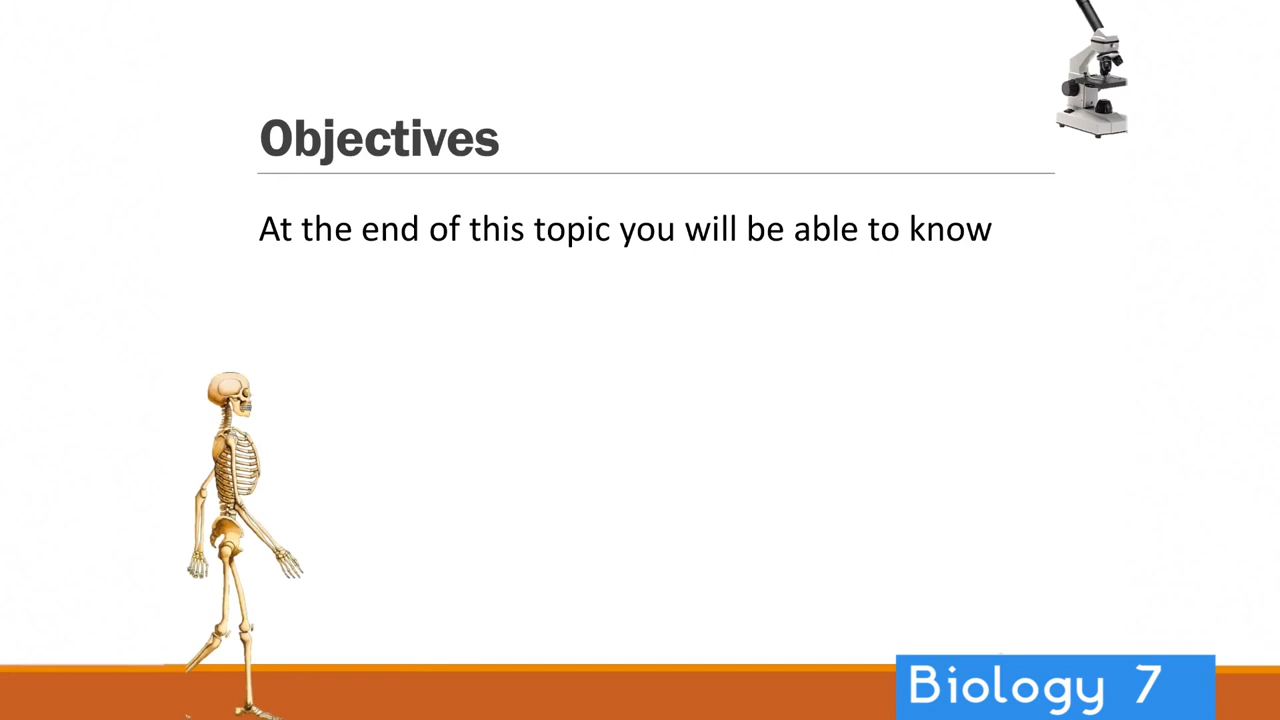 Objectives
At the end of this topic you will be able to know
Biology 7